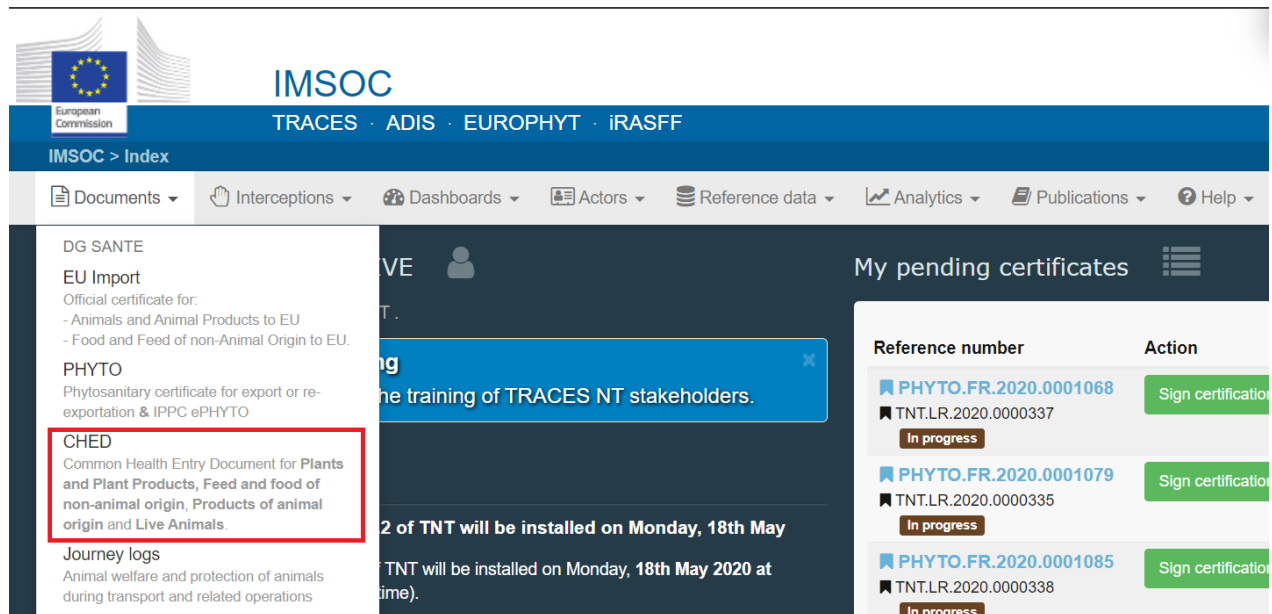 European
Commission
IMSOC
TRACES · ADIS · EUROPHYT · iRASFF
IMSOC > Index
Documents
Interceptions
Dashboards
Actors
Reference data
Analytics
Publications
Help
DG SANTE
EU Import
Official certificate for:
- Animals and Animal Products to EU
- Food and Feed of non-Animal Origin to EU.
PHYTO
Phytosanitary certificate for export or re-
exportation & IPPC ePHYTO
CHED
Common Health Entry Document for Plants
and Plant Products, Feed and food of
non-animal origin, Products of animal
origin and Live Animals.
Journey logs
Animal welfare and protection of animals
during transport and related operations
VE
T .
ng
he training of TRACES NT stakeholders.
2 of TNT will be installed on Monday, 18th May
TNT will be installed on Monday, 18th May 2020 at
ime).
My pending certificates
Reference number Action
PHYTO.FR.2020.0001068 Sign certification
TNT.LR.2020.0000337
In progress
PHYTO.FR.2020.0001079 Sign certification
TNT.LR.2020.0000335
In progress
PHYTO.FR.2020.0001085 Sign certification
TNT.LR.2020.0000338
In progress